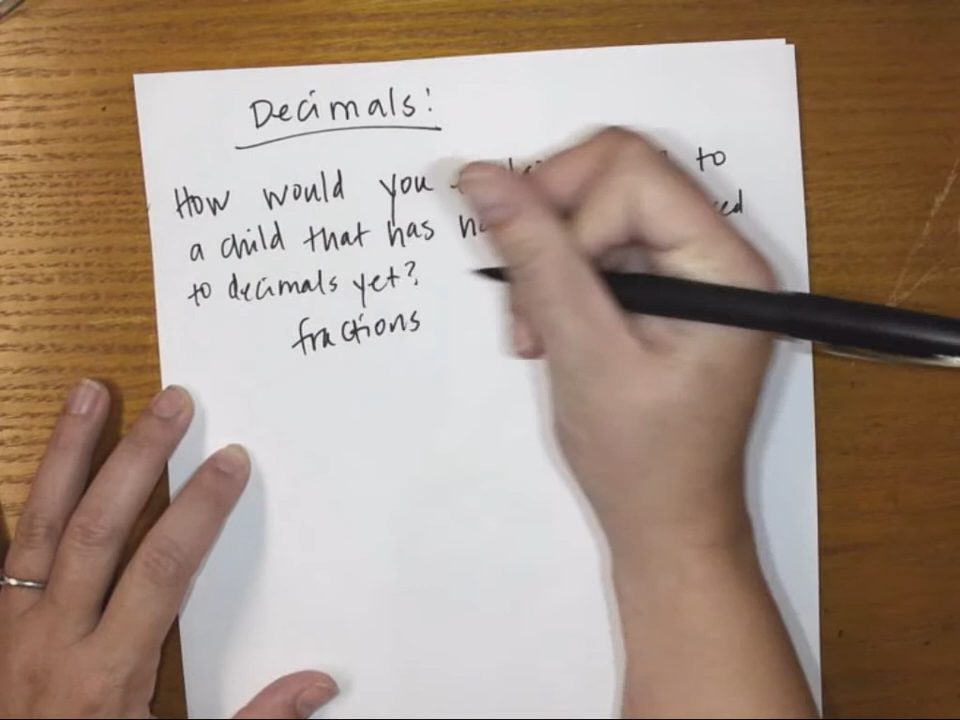 Decimals:
How would you to
a child that has
to decimals yet?
fractions